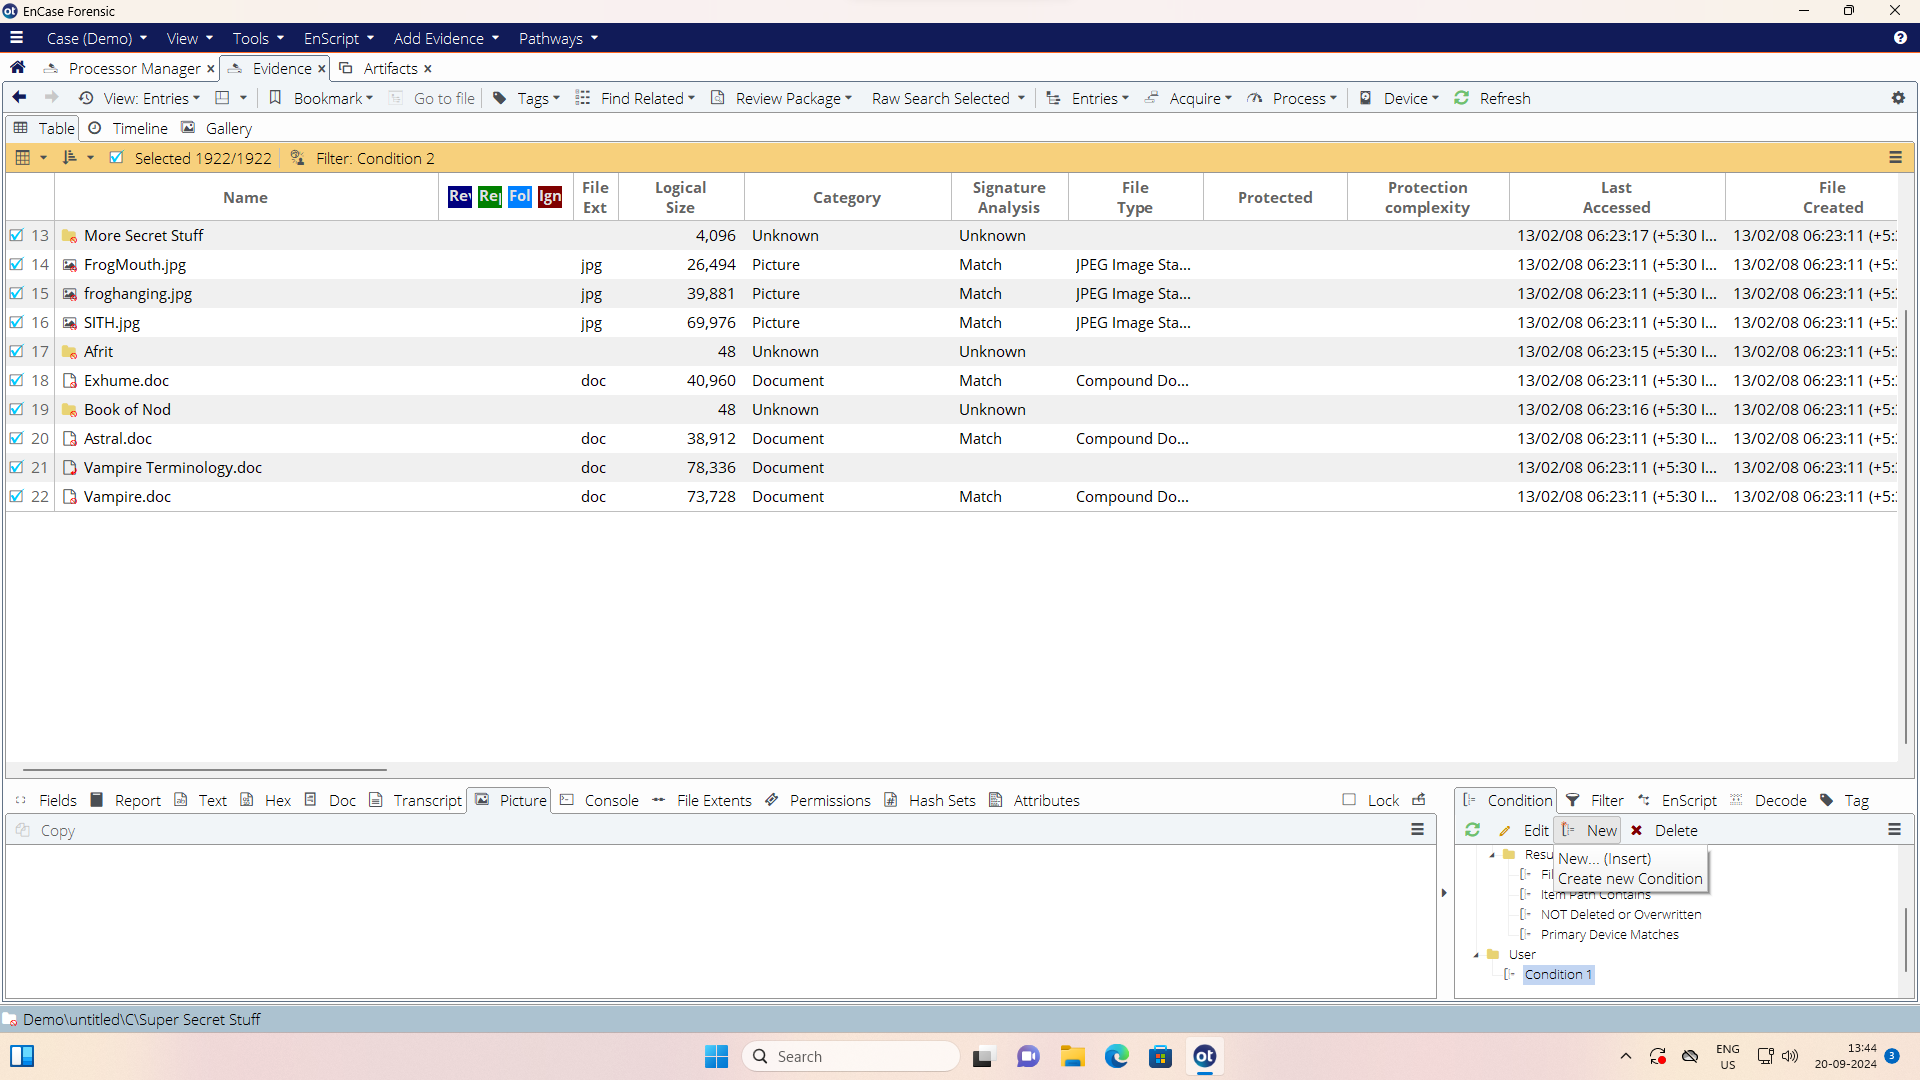 EnCase Forensic
Case (Demo) View Tools EnScript Add Evidence Pathways
Processor Manager × Evidence × Artifacts ×
View: Entries Bookmark Go to file Tags Find Related Review Package Raw Search Selected Entries Acquire Process Device Refresh
Table Timeline Gallery
Selected 1922/1922 Filter: Condition 2
Name Rev Rep Fol Ign File Ext Logical Size Category Signature Analysis File Type Protected Protection complexity Last Accessed File Created
13 More Secret Stuff 4,096 Unknown Unknown 13/02/08 06:23:17 (+5:30 I... 13/02/08 06:23:11 (+5:
14 FrogMouth.jpg jpg 26,494 Picture Match JPEG Image Sta... 13/02/08 06:23:11 (+5:30 I... 13/02/08 06:23:11 (+5:
15 froghanging.jpg jpg 39,881 Picture Match JPEG Image Sta... 13/02/08 06:23:11 (+5:30 I... 13/02/08 06:23:11 (+5:
16 SITH.jpg jpg 69,976 Picture Match JPEG Image Sta... 13/02/08 06:23:11 (+5:30 I... 13/02/08 06:23:11 (+5:
17 Afrit 48 Unknown Unknown 13/02/08 06:23:15 (+5:30 I... 13/02/08 06:23:11 (+5:
18 Exhume.doc doc 40,960 Document Match Compound Do... 13/02/08 06:23:11 (+5:30 I... 13/02/08 06:23:11 (+5:
19 Book of Nod 48 Unknown Unknown 13/02/08 06:23:16 (+5:30 I... 13/02/08 06:23:11 (+5:
20 Astral.doc doc 38,912 Document Match Compound Do... 13/02/08 06:23:11 (+5:30 I... 13/02/08 06:23:11 (+5:
21 Vampire Terminology.doc doc 78,336 Document 13/02/08 06:23:11 (+5:30 I... 13/02/08 06:23:11 (+5:
22 Vampire.doc doc 73,728 Document Match Compound Do... 13/02/08 06:23:11 (+5:30 I... 13/02/08 06:23:11 (+5:
Fields Report Text Hex Doc Transcript Picture Console File Extents Permissions Hash Sets Attributes Lock
Copy
Condition Filter EnScript Decode Tag
Edit New Delete
Resu
New... (Insert)
Fil
Create new Condition
Item Path Contains
NOT Deleted or Overwritten
Primary Device Matches
User
Condition 1
Demo\untitled\C\Super Secret Stuff
Search
ot
ENG
US
13:44
20-09-2024
3